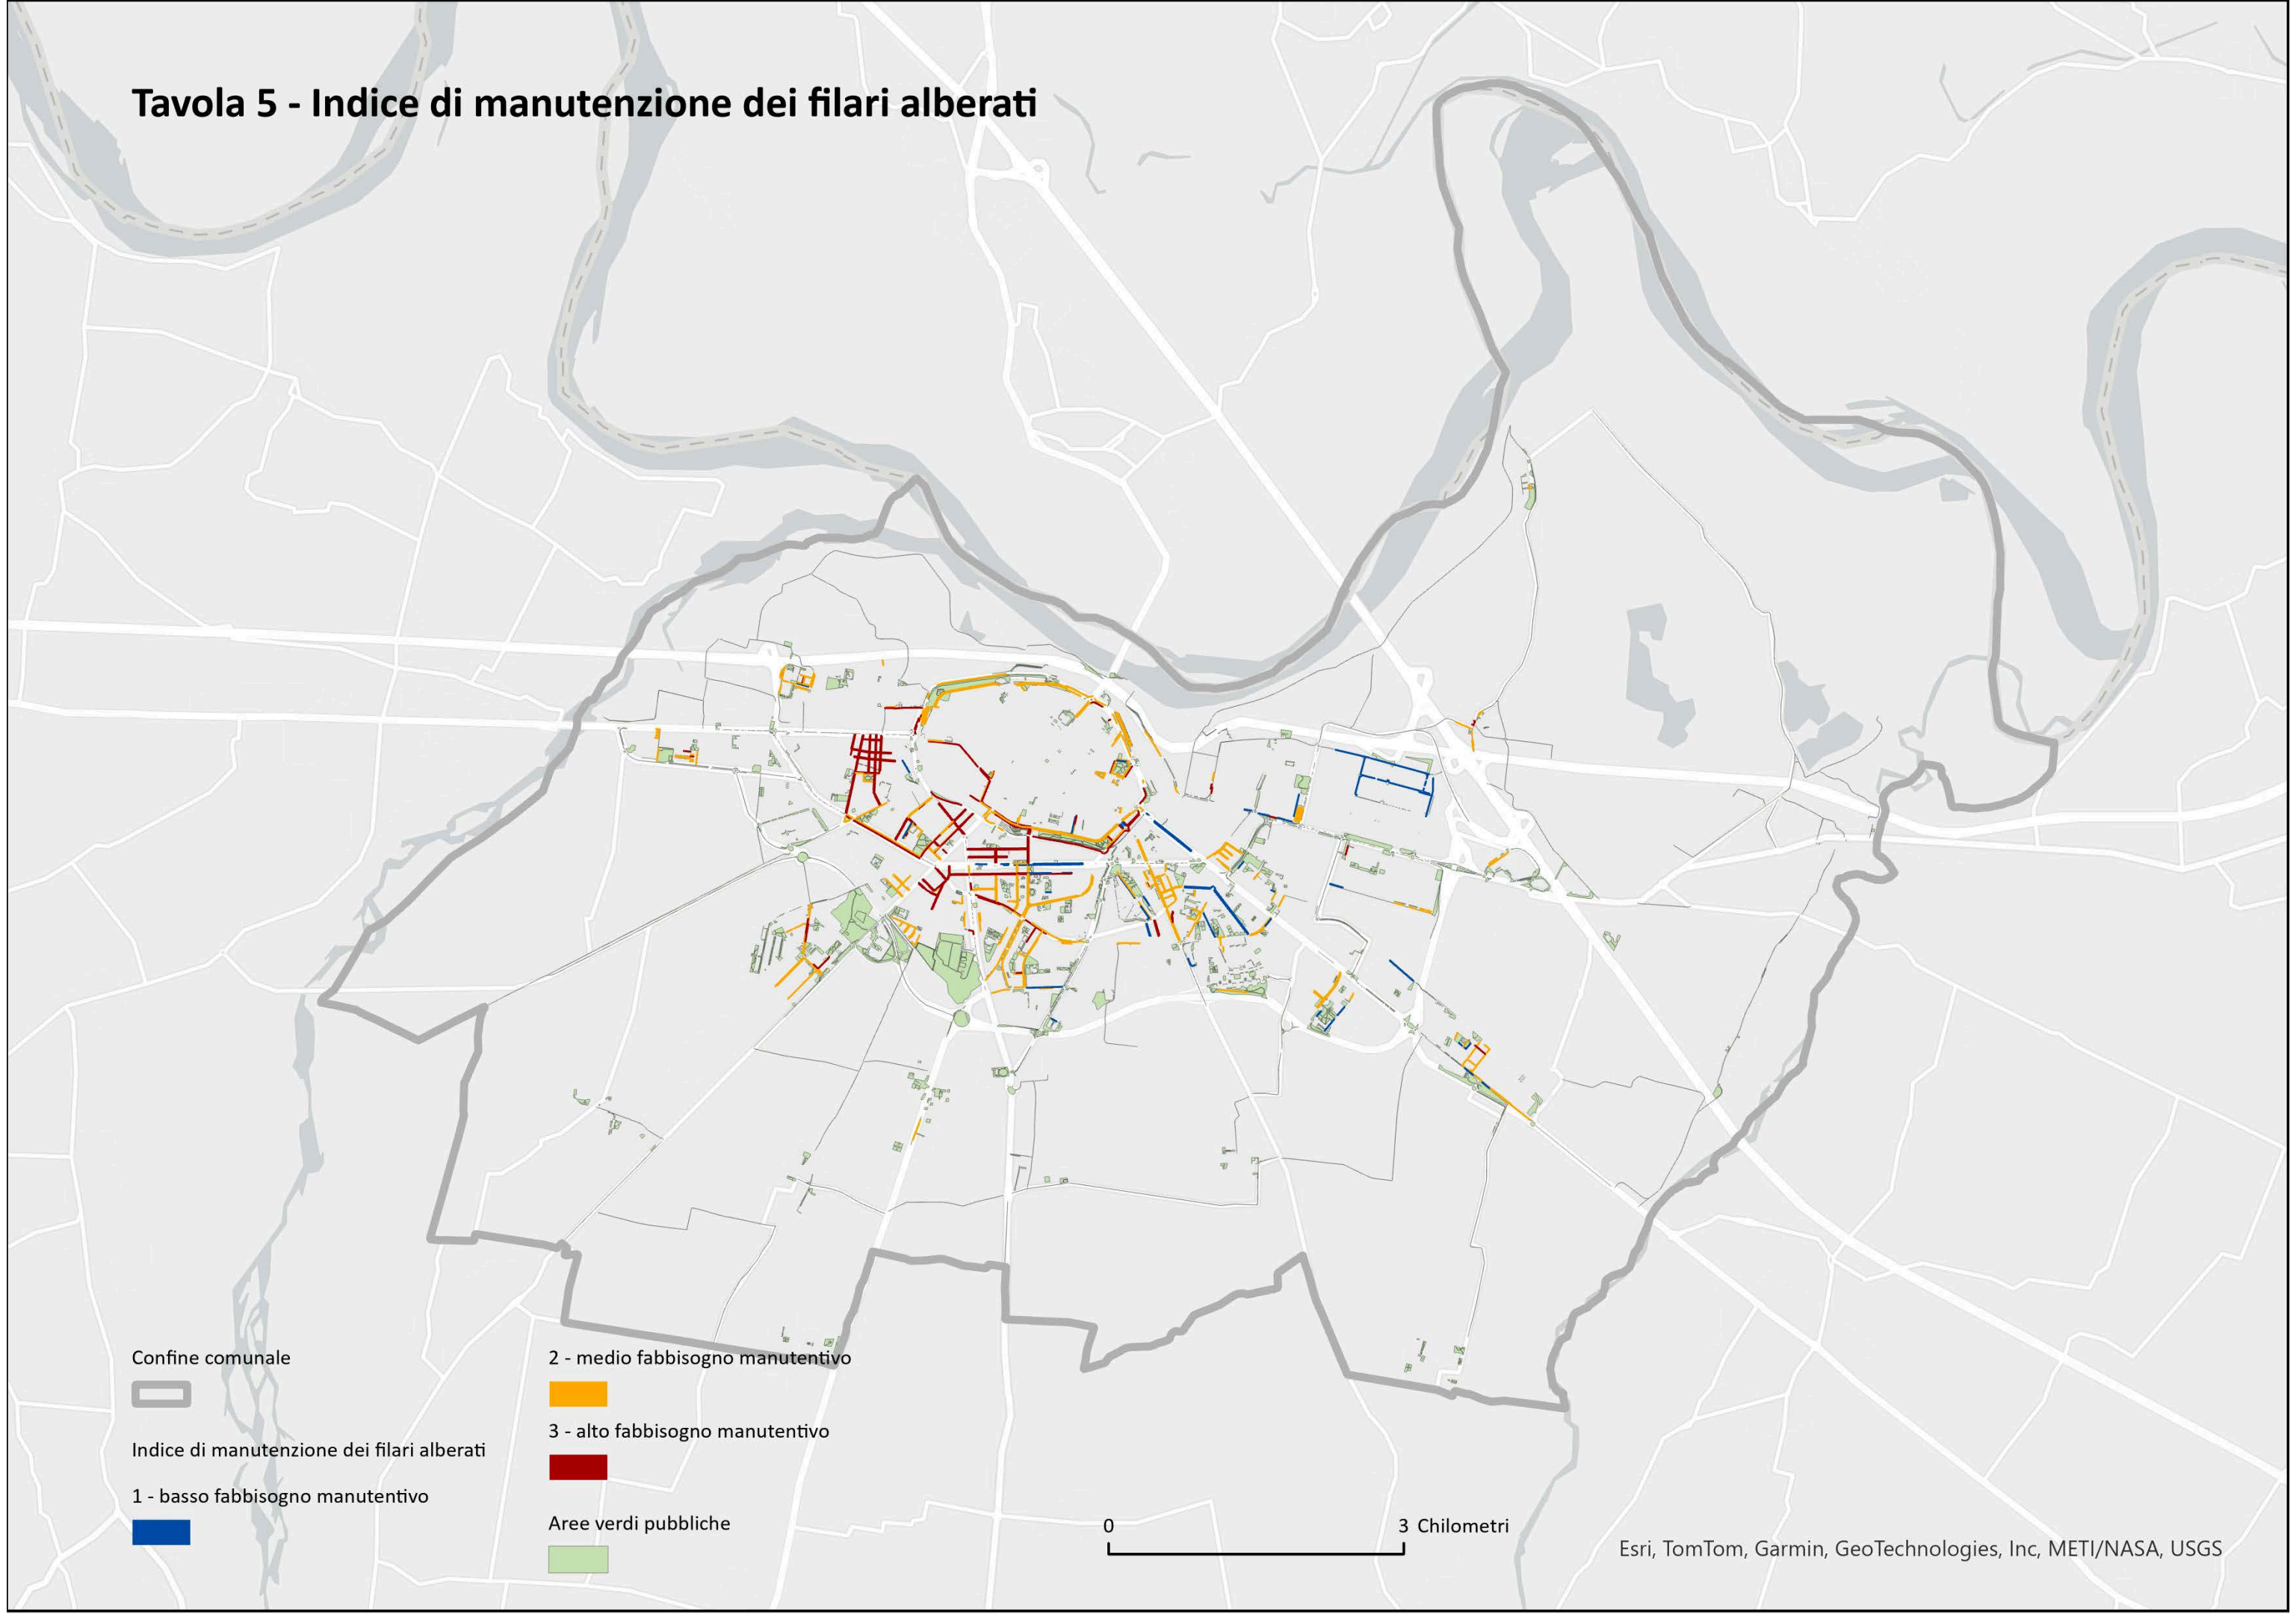 Tavola 5 - Indice di manutenzione dei filari alberati
Confine comunale
Indice di manutenzione dei filari alberati
1 - basso fabbisogno manutentivo
2 - medio fabbisogno manutentivo
3 - alto fabbisogno manutentivo
Aree verdi pubbliche
0 3 Chilometri
Esri, TomTom, Garmin, GeoTechnologies, Inc, METI/NASA, USGS